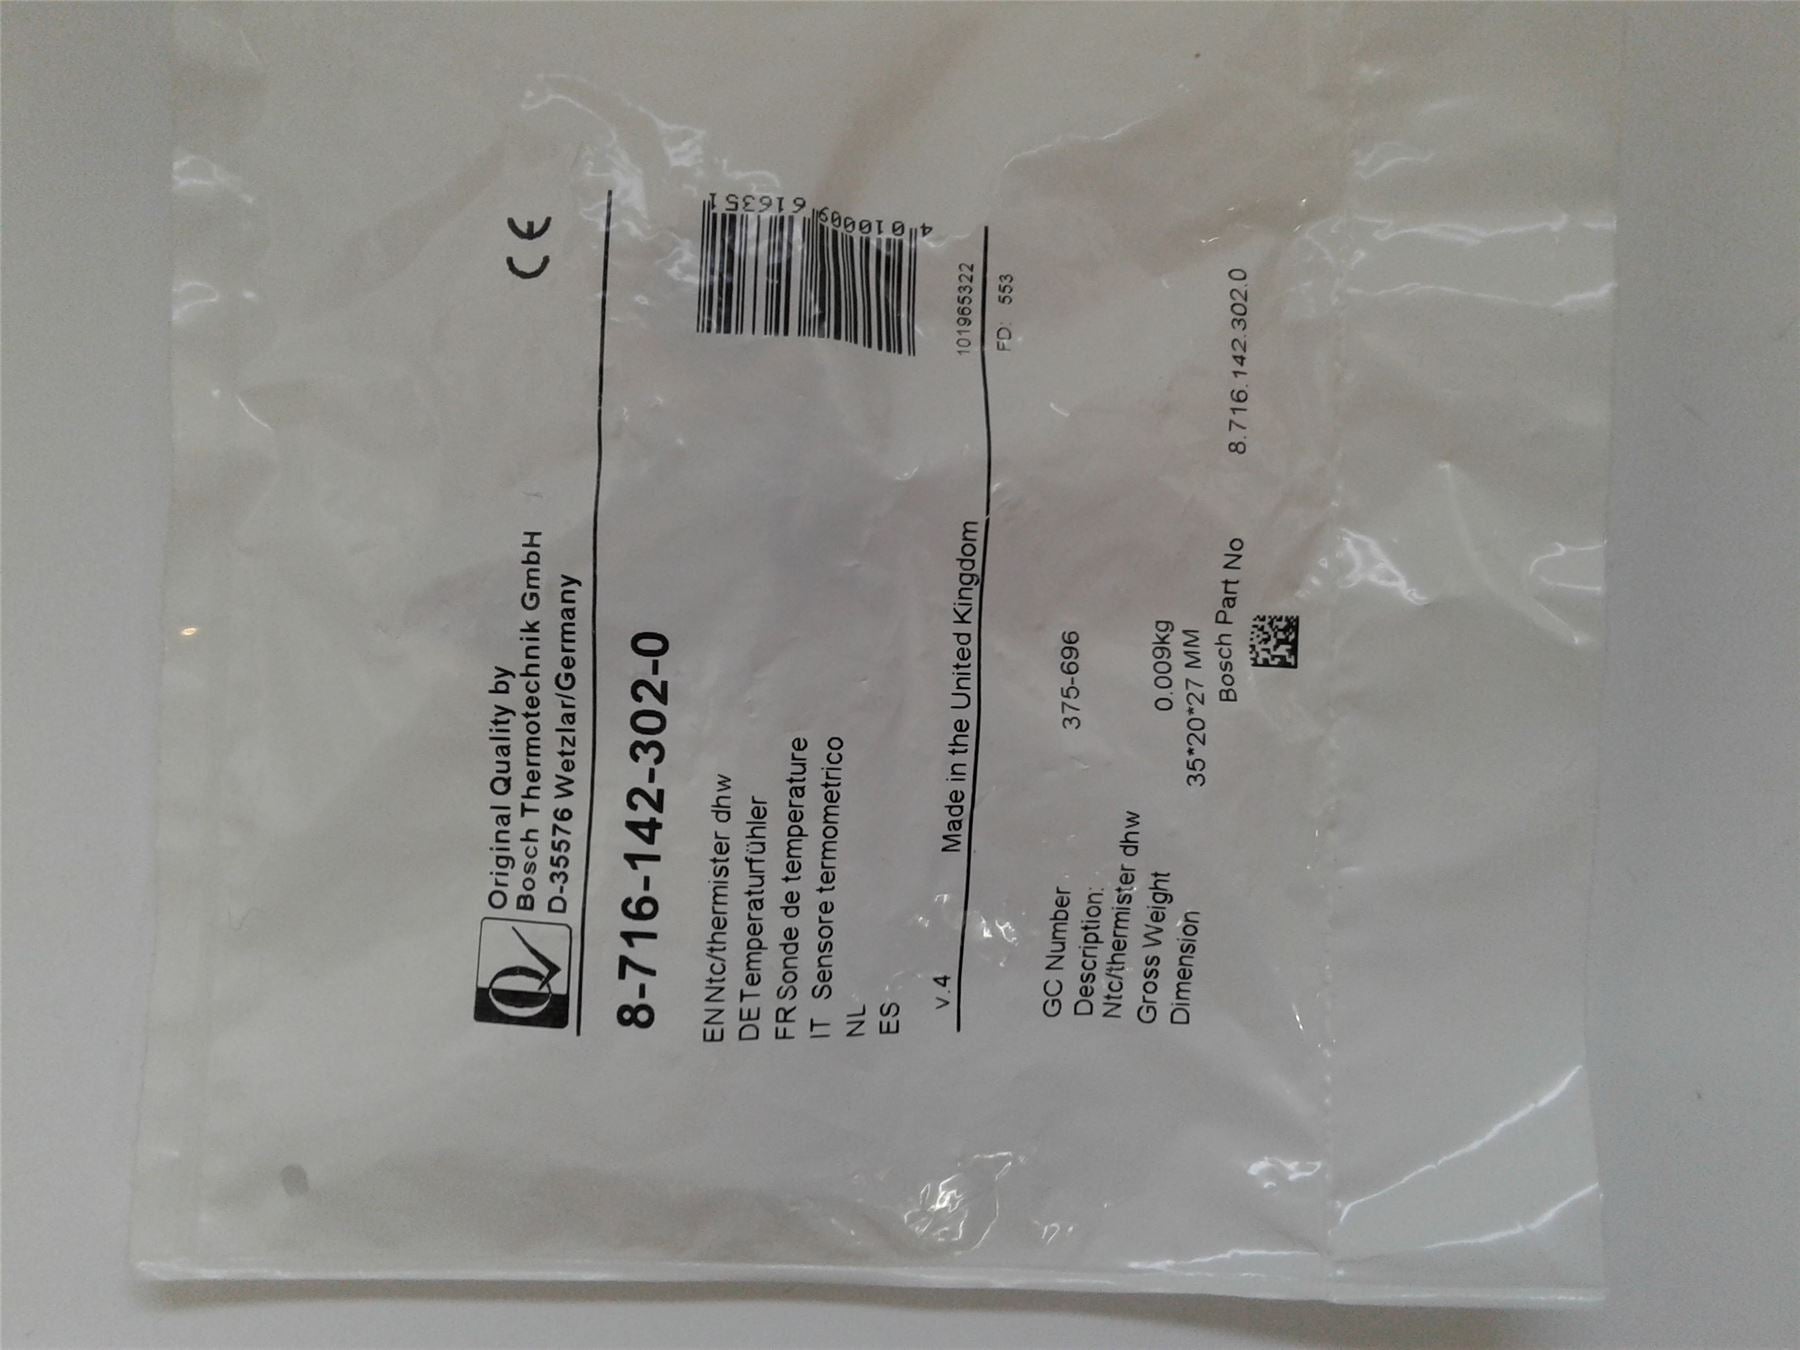 Original Quality by
Bosch Thermotechnik GmbH
D-35576 Wetzlar/Germany
CE
8-716-142-302-0
EN Ntc/thermister dhw
DE Temperaturfühler
FR Sonde de temperature
IT Sensore termometrico
NL
ES
4 010009 616351
101965322
v.4 Made in the United Kingdom
FD: 553
GC Number 375-696
Description:
Ntc/thermister dhw
Gross Weight 0.009kg
Dimension 35*20*27 MM
Bosch Part No 8.716.142.302.0